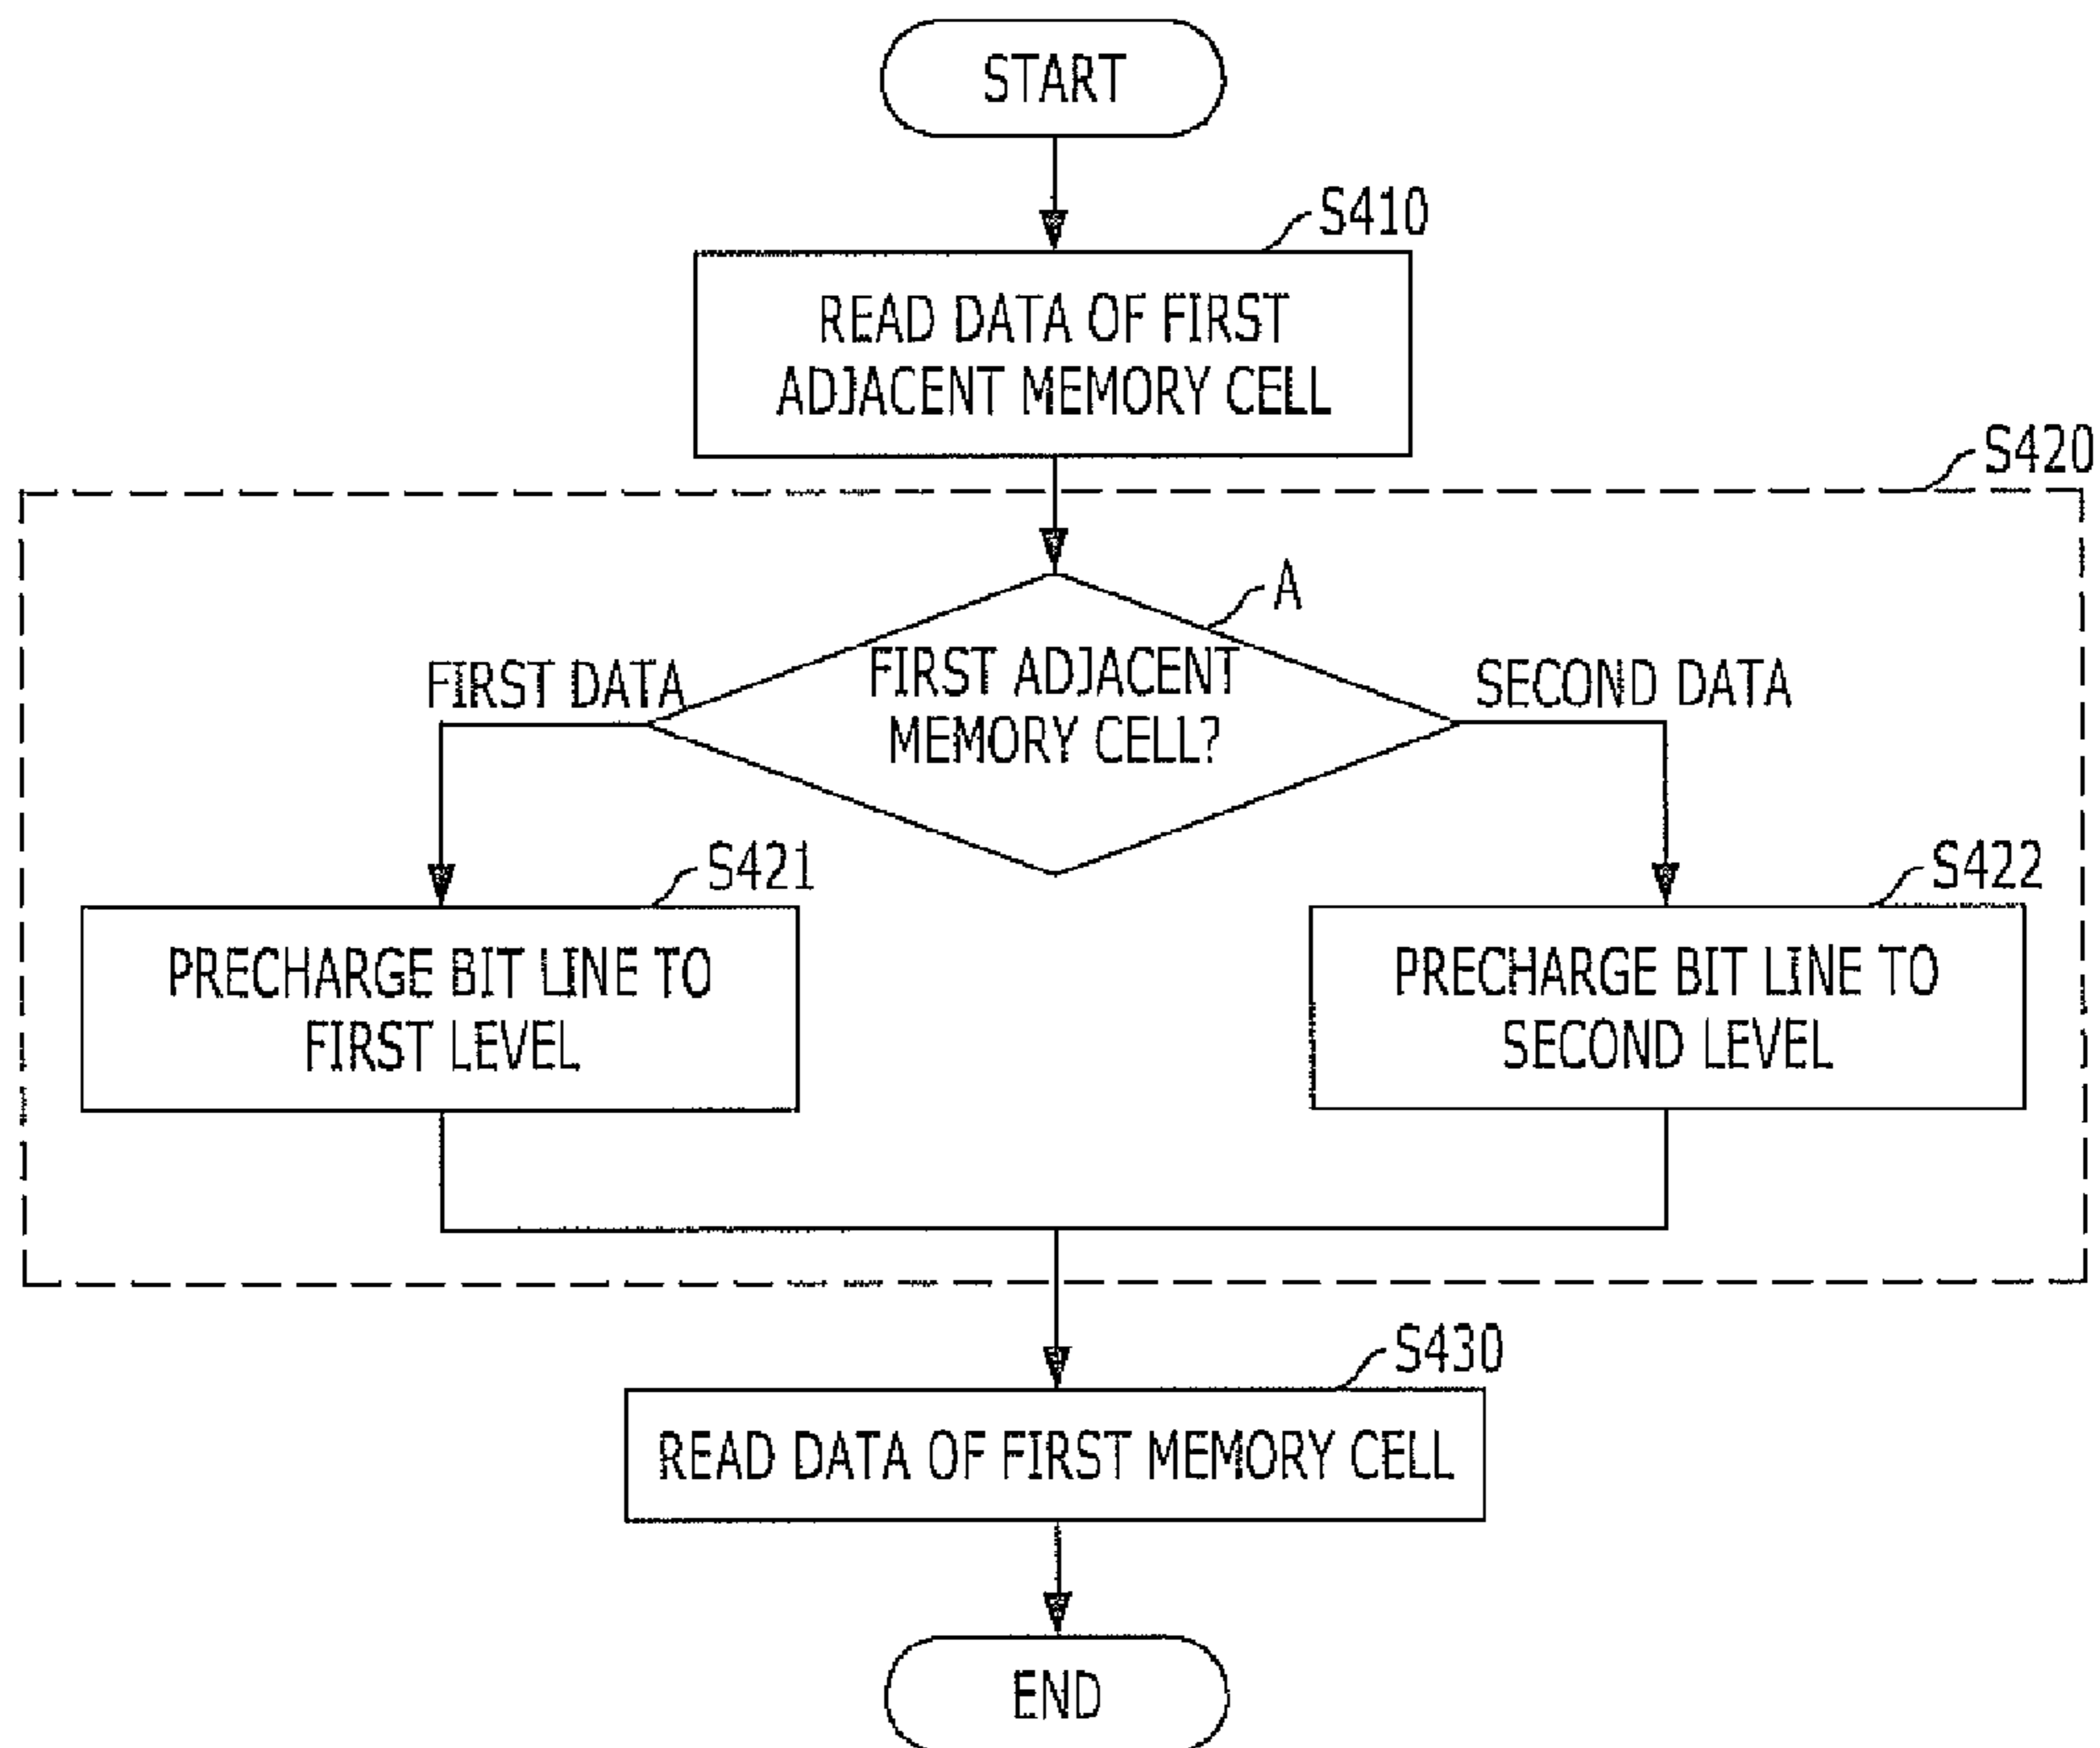 START
S410
READ DATA OF FIRST
ADJACENT MEMORY CELL
S420
A
FIRST DATA
FIRST ADJACENT
MEMORY CELL?
SECOND DATA
S421
S422
PRECHARGE BIT LINE TO
FIRST LEVEL
PRECHARGE BIT LINE TO
SECOND LEVEL
S430
READ DATA OF FIRST MEMORY CELL
END